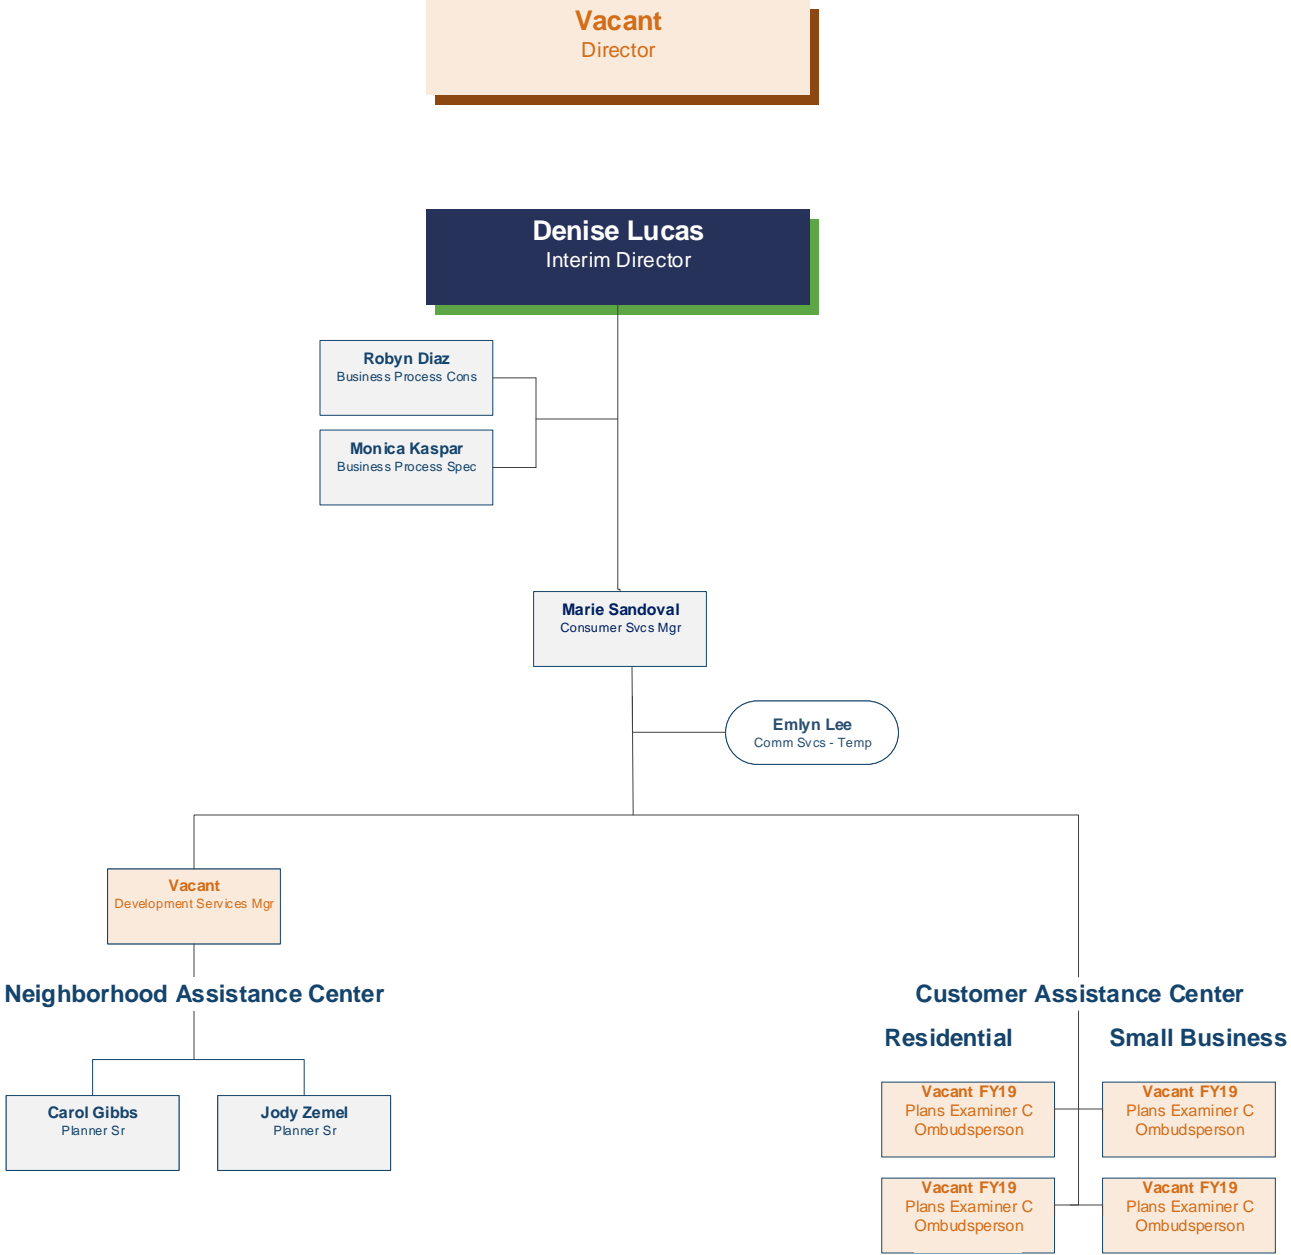 Vacant
Director
Denise Lucas
Interim Director
Robyn Diaz
Business Process Cons
Monica Kaspar
Business Process Spec
Marie Sandoval
Consumer Svcs Mgr
Emlyn Lee
Comm Svcs - Temp
Vacant
Development Services Mgr
Neighborhood Assistance Center
Carol Gibbs
Planner Sr
Jody Zemel
Planner Sr
Customer Assistance Center
Residential
Small Business
Vacant FY19
Plans Examiner C
Ombudsperson
Vacant FY19
Plans Examiner C
Ombudsperson
Vacant FY19
Plans Examiner C
Ombudsperson
Vacant FY19
Plans Examiner C
Ombudsperson